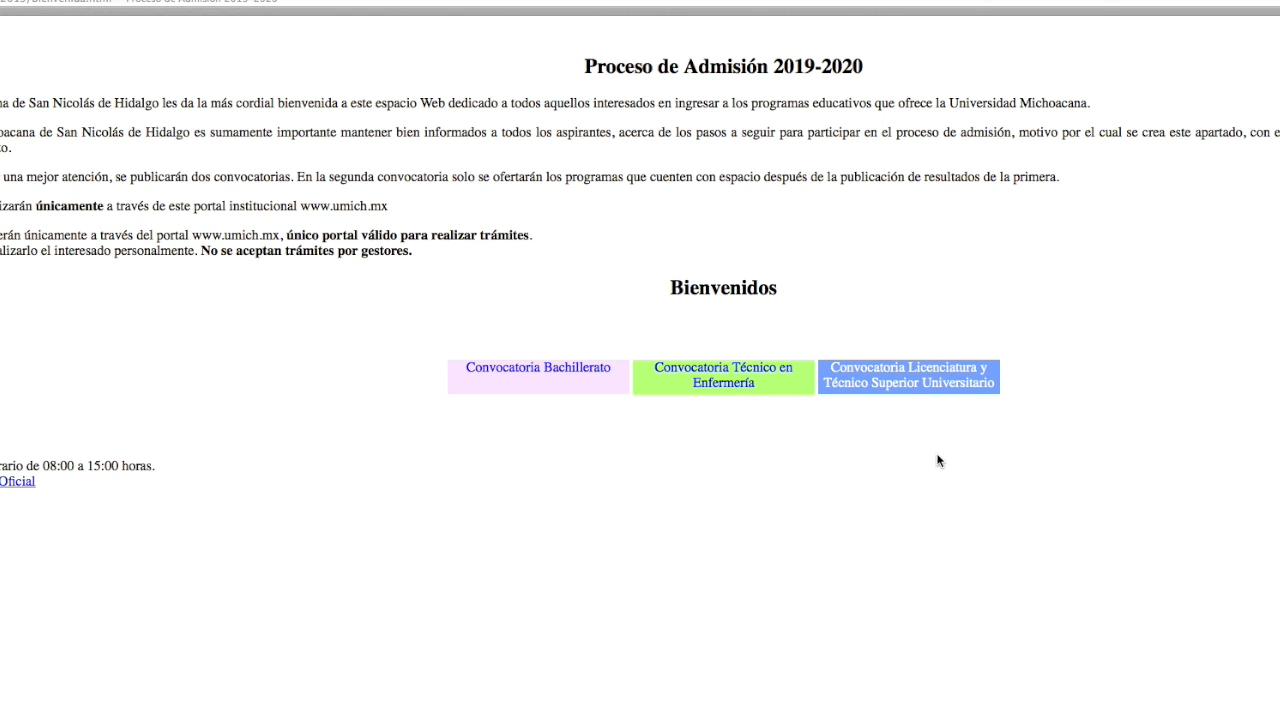 Proceso de Admisión 2019-2020
de San Nicolás de Hidalgo les da la más cordial bienvenida a este espacio Web dedicado a todos aquellos interesados en ingresar a los programas educativos que ofrece la Universidad Michoacana.
de San Nicolás de Hidalgo es sumamente importante mantener bien informados a todos los aspirantes, acerca de los pasos a seguir para participar en el proceso de admisión, motivo por el cual se crea este apartado, con
una mejor atención, se publicarán dos convocatorias. En la segunda convocatoria solo se ofertarán los programas que cuenten con espacio después de la publicación de resultados de la primera.
únicamente a través de este portal institucional www.umich.mx
únicamente a través del portal www.umich.mx, único portal válido para realizar trámites.
el interesado personalmente. No se aceptan trámites por gestores.
Bienvenidos
Convocatoria Bachillerato
Convocatoria Técnico en
Enfermería
Convocatoria Licenciatura y
Técnico Superior Universitario
de 08:00 a 15:00 horas.
Oficial